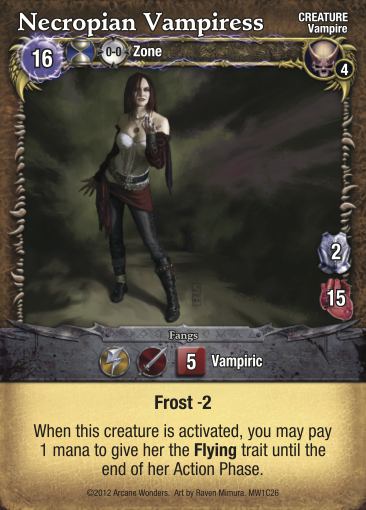 Necropian Vampiress
CREATURE
Vampire
16
0-0 Zone
4
2
15
Fangs
5 Vampiric
Frost -2
When this creature is activated, you may pay
1 mana to give her the Flying trait until the
end of her Action Phase.
©2012 Arcane Wonders. Art by Raven Mimura. MW1C26